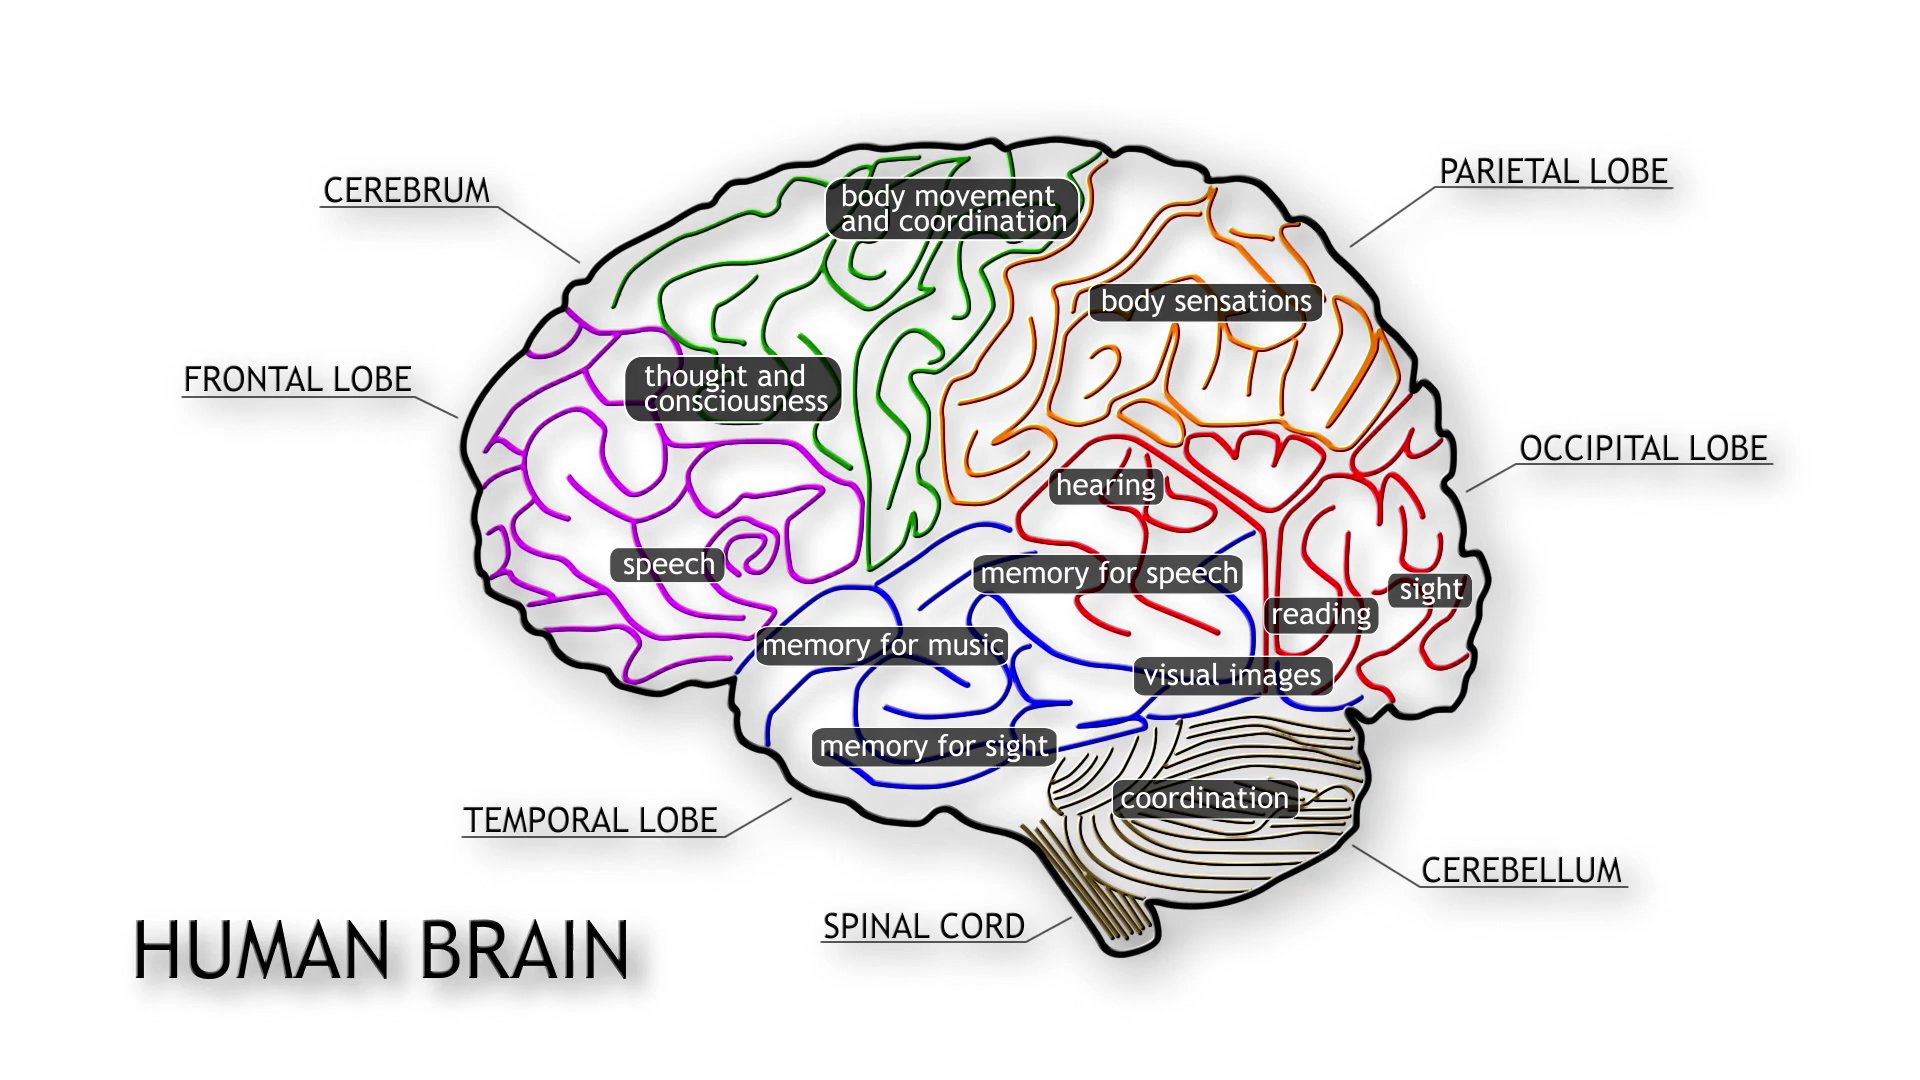 CEREBRUM
PARIETAL LOBE
body movement
and coordination
body sensations
FRONTAL LOBE
thought and
consciousness
OCCIPITAL LOBE
hearing
speech
memory for speech
sight
reading
memory for music
visual images
memory for sight
coordination
TEMPORAL LOBE
CEREBELLUM
SPINAL CORD
HUMAN BRAIN